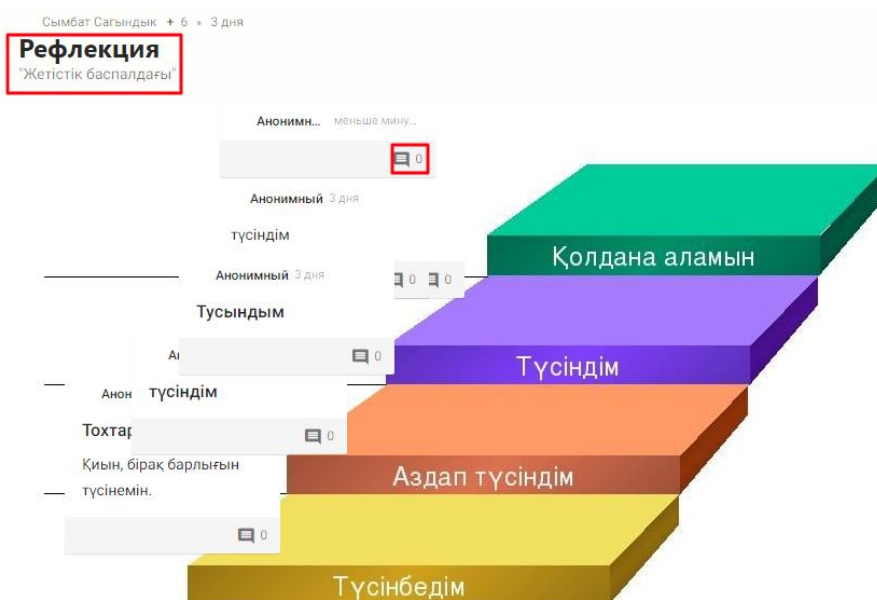 Сымбат Сагындык + 6 • 3 дня
Рефлекция
"Жетістік баспалдағы"
Анонимн... меньше мину...
0
Анонимный 3 дня
түсіндім
0 0
Анонимный 3 дня
Тусындым
0
түсіндім
0
Анон
Тохтар
Қиын, бірақ барлығын
түсінемін.
0
Қолдана аламын
Түсіндім
Аздап түсіндім
Түсінбедім